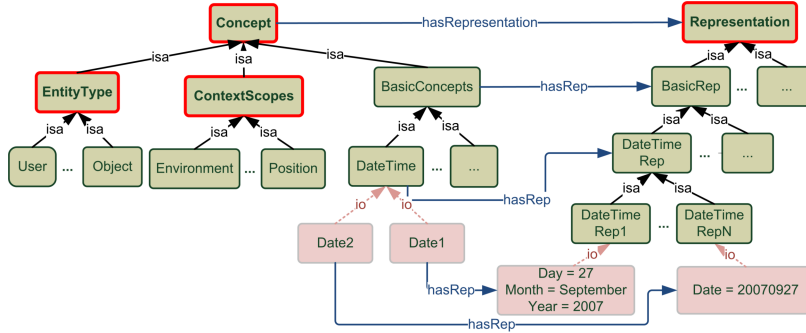 Concept
hasRepresentation
Representation
isa
isa
isa
isa
isa
EntityType
ContextScopes
BasicConcepts
hasRep
BasicRep
...
...
isa
isa
isa
isa
isa
isa
isa
isa
User
...
Object
Environment
...
Position
DateTime
...
...
DateTime
Rep
...
...
io
io
hasRep
isa
isa
Date2
Date1
DateTime
Rep1
...
DateTime
RepN
io
io
hasRep
Day = 27
Month = September
Year = 2007
Date = 20070927
hasRep